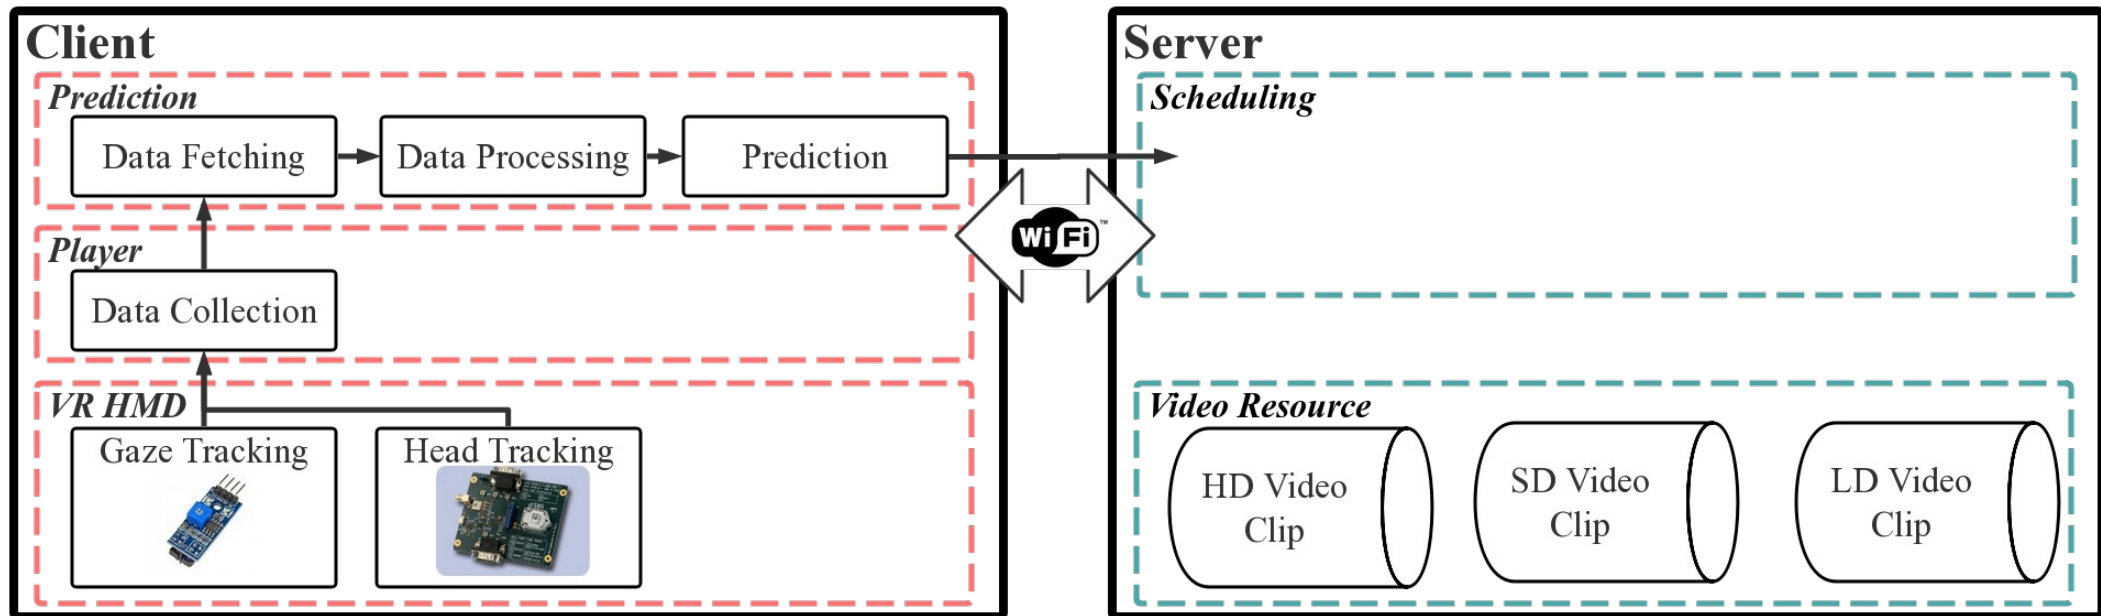 Client
Prediction
Data Fetching
Data Processing
Prediction
Player
Data Collection
VR HMD
Gaze Tracking
Head Tracking
Wi Fi ™
Server
Scheduling
Video Resource
HD Video
Clip
SD Video
Clip
LD Video
Clip